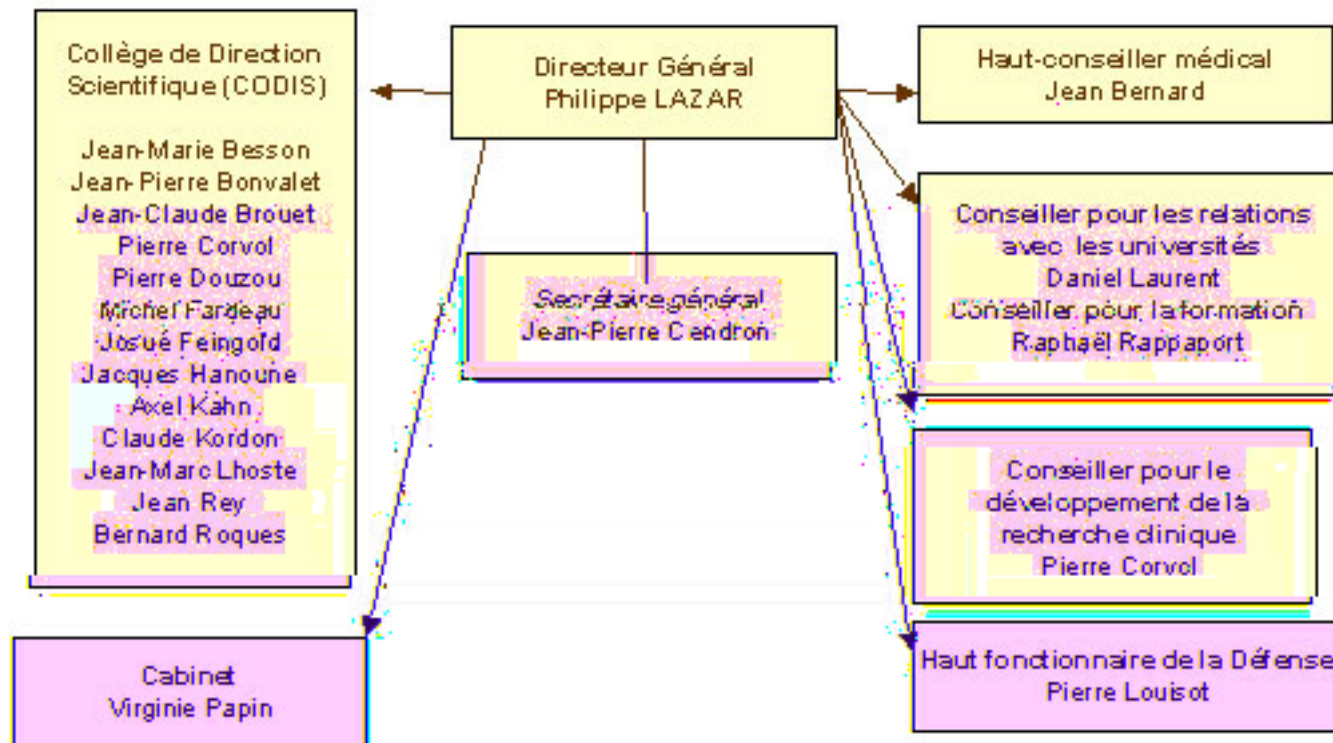 Collège de Direction
Scientifique (CODIS)
Jean-Marie Besson
Jean-Pierre Bonvalet
Jean-Claude Brouet
Pierre Corvol
Pierre Douzou
Michel Fardeau
Josué Feingold
Jacques Hanoune
Axel Kahn
Claude Kordon
Jean-Marc Lhoste
Jean Rey
Bernard Roques
Directeur Général
Philippe LAZAR
Haut-conseiller médical
Jean Bernard
Secrétaire général
Jean-Pierre Cendron
Conseiller pour les relations
avec les universités
Daniel Laurent
Conseiller pour la formation
Raphaël Rappaport
Conseiller pour le
développement de la
recherche clinique
Pierre Corvol
Cabinet
Virginie Papin
Haut fonctionnaire de la Défense
Pierre Louisot